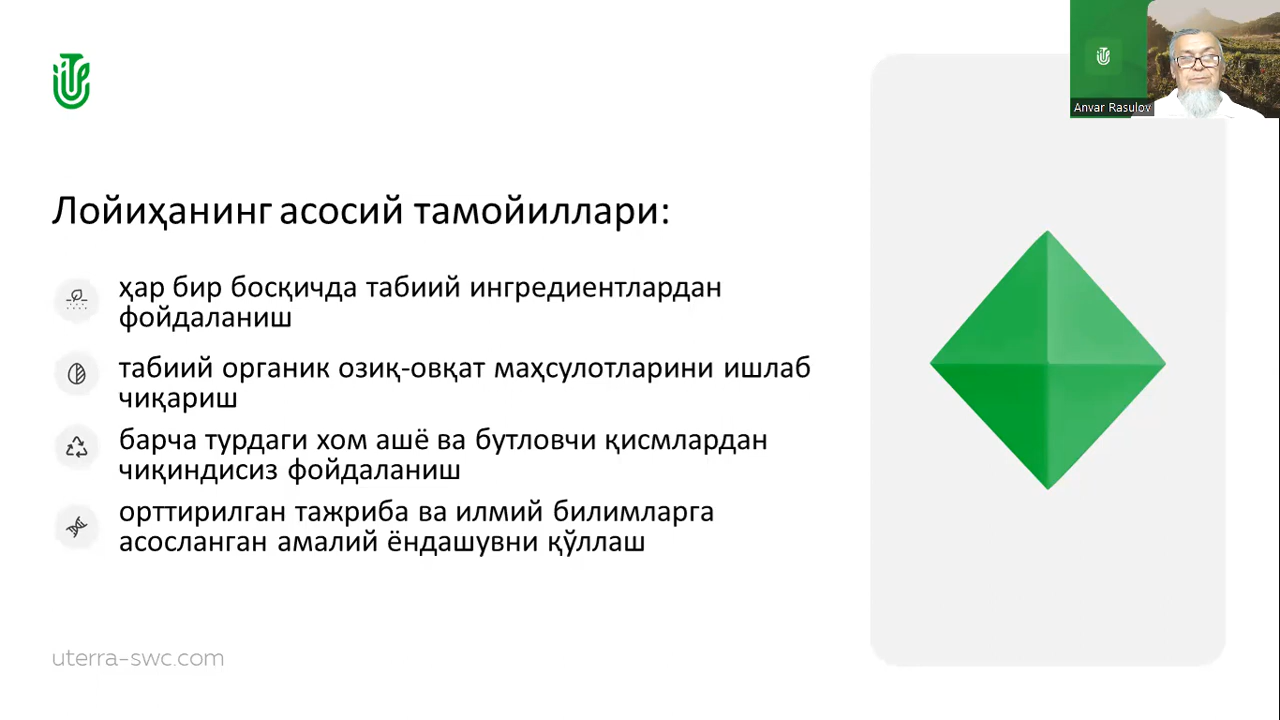 Anvar Rasulov
Лойиҳанинг асосий тамойиллари:
ҳар бир босқичда табиий ингредиентлардан
фойдаланиш
табиий органик озиқ-овқат маҳсулотларини ишлаб
чиқариш
барча турдаги хом ашё ва бутловчи қисмлардан
чиқиндисиз фойдаланиш
орттирилган тажриба ва илмий билимларга
асосланган амалий ёндашувни қўллаш
uterra-swc.com